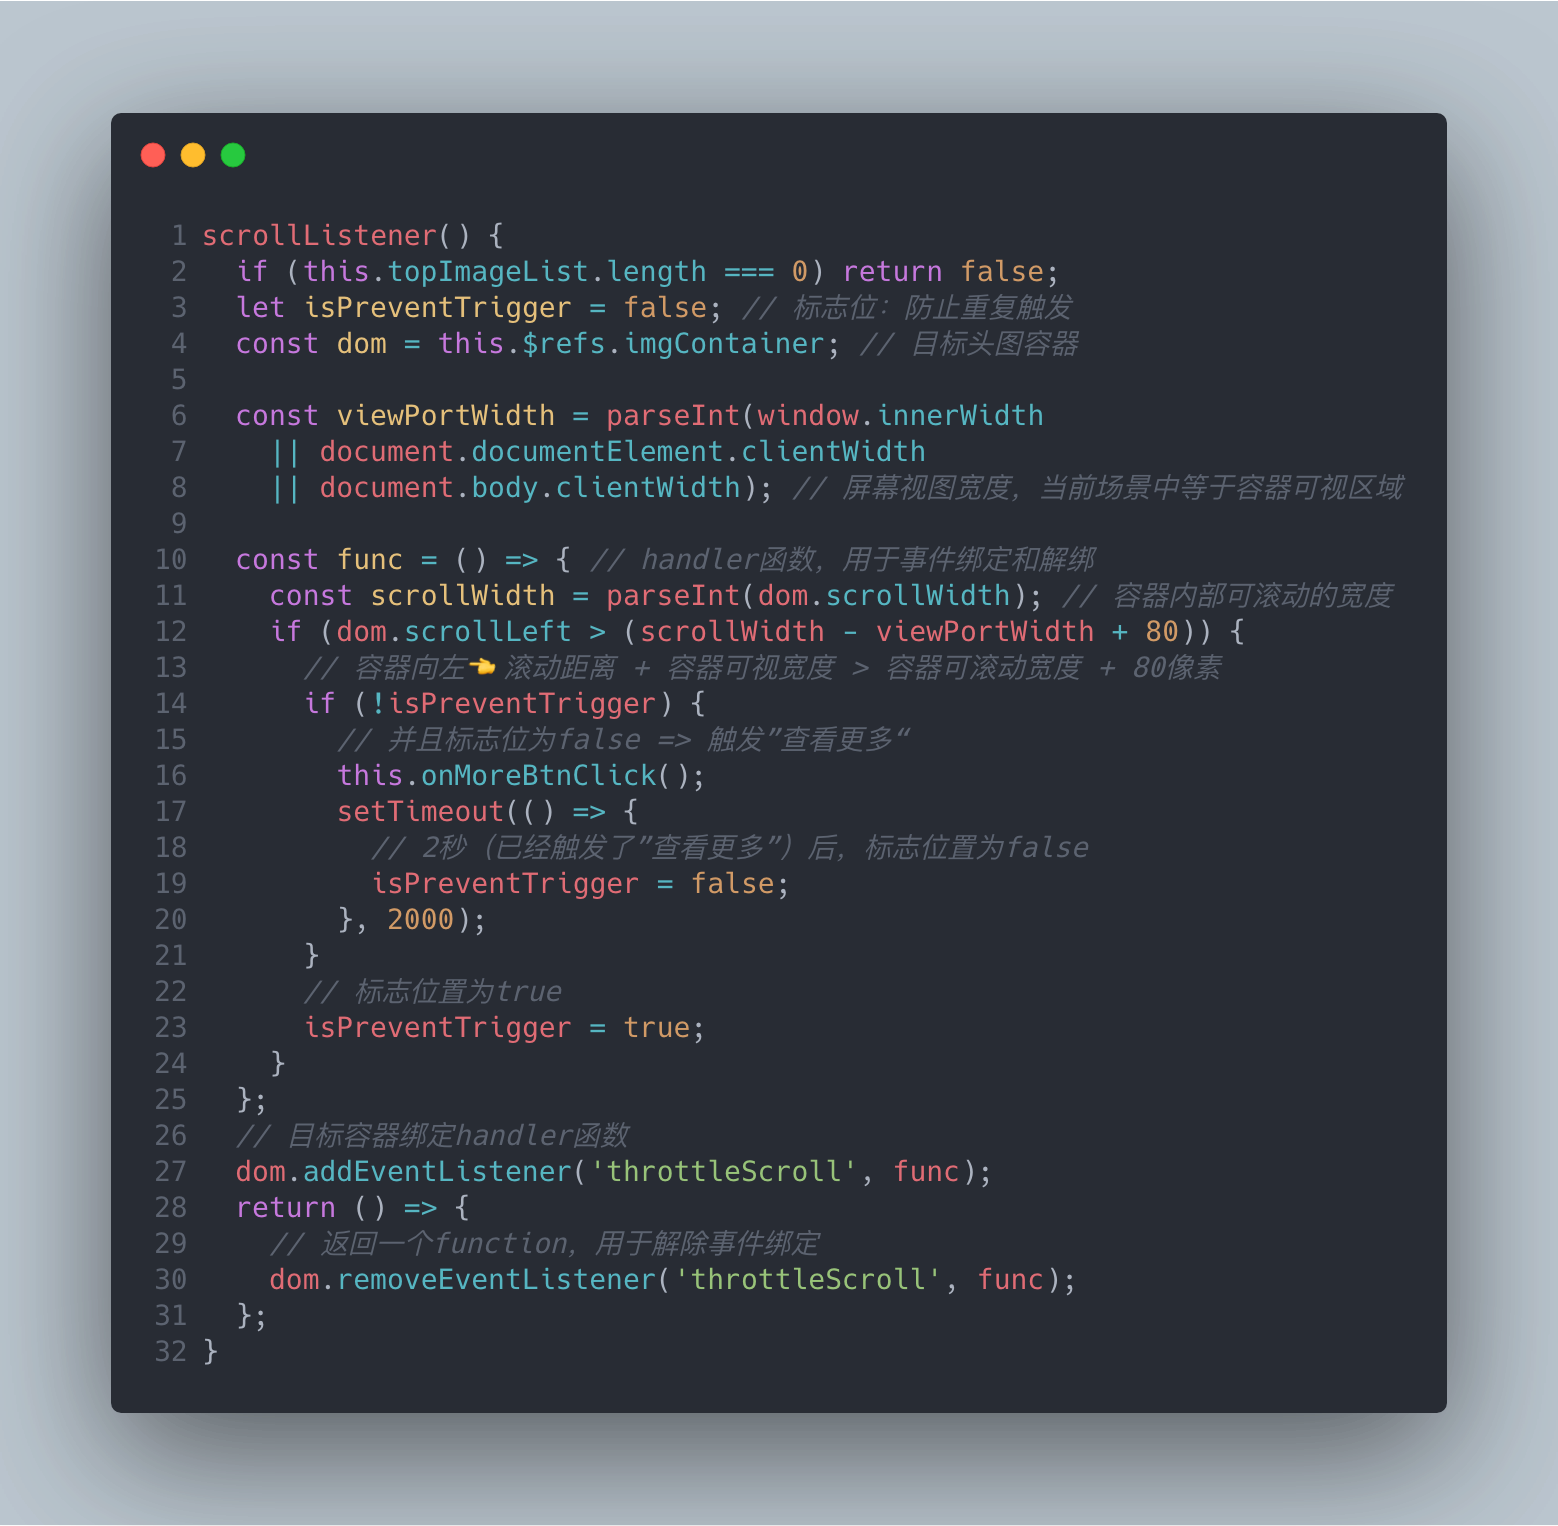 1 scrollListener() {
2   if (this.topImageList.length === 0) return false;
3   let isPreventTrigger = false; // 标志位：防止重复触发
4   const dom = this.$refs.imgContainer; // 目标头图容器
5
6   const viewPortWidth = parseInt(window.innerWidth
7     || document.documentElement.clientWidth
8     || document.body.clientWidth); // 屏幕视图宽度，当前场景中等于容器可视区域
9
10   const func = () => { // handler函数，用于事件绑定和解绑
11     const scrollWidth = parseInt(dom.scrollWidth); // 容器内部可滚动的宽度
12     if (dom.scrollLeft > (scrollWidth - viewPortWidth + 80)) {
13       // 容器向左👈滚动距离 + 容器可视宽度 > 容器可滚动宽度 + 80像素
14       if (!isPreventTrigger) {
15         // 并且标志位为false => 触发”查看更多“
16         this.onMoreBtnClick();
17         setTimeout(() => {
18           // 2秒（已经触发了”查看更多”）后，标志位置为false
19           isPreventTrigger = false;
20         }, 2000);
21       }
22       // 标志位置为true
23       isPreventTrigger = true;
24     }
25   };
26   // 目标容器绑定handler函数
27   dom.addEventListener('throttleScroll', func);
28   return () => {
29     // 返回一个function，用于解除事件绑定
30     dom.removeEventListener('throttleScroll', func);
31   };
32 }